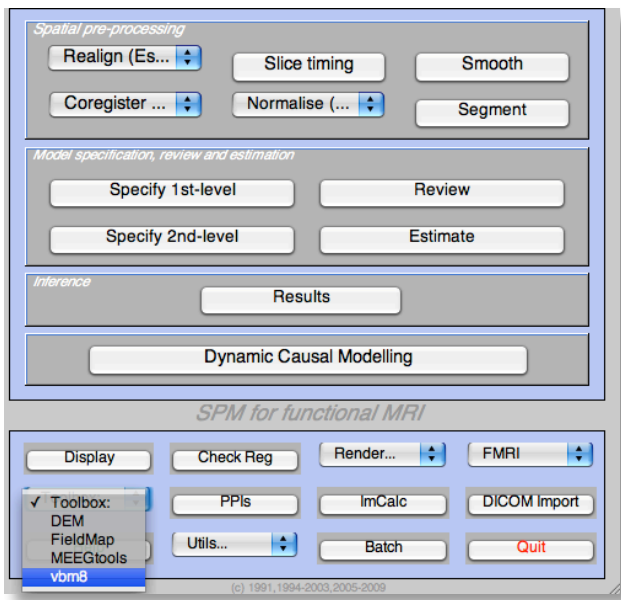 Spatial pre-processing
Realign (Es...
Slice timing
Smooth
Coregister ...
Normalise (...
Segment
Model specification, review and estimation
Specify 1st-level
Review
Specify 2nd-level
Estimate
Inference
Results
Dynamic Causal Modelling
SPM for functional MRI
Display
Check Reg
Render...
FMRI
✓ Toolbox:
PPIs
ImCalc
DICOM Import
DEM
FieldMap
MEEGtools
vbm8
Utils...
Batch
Quit
(c) 1991,1994-2003,2005-2009